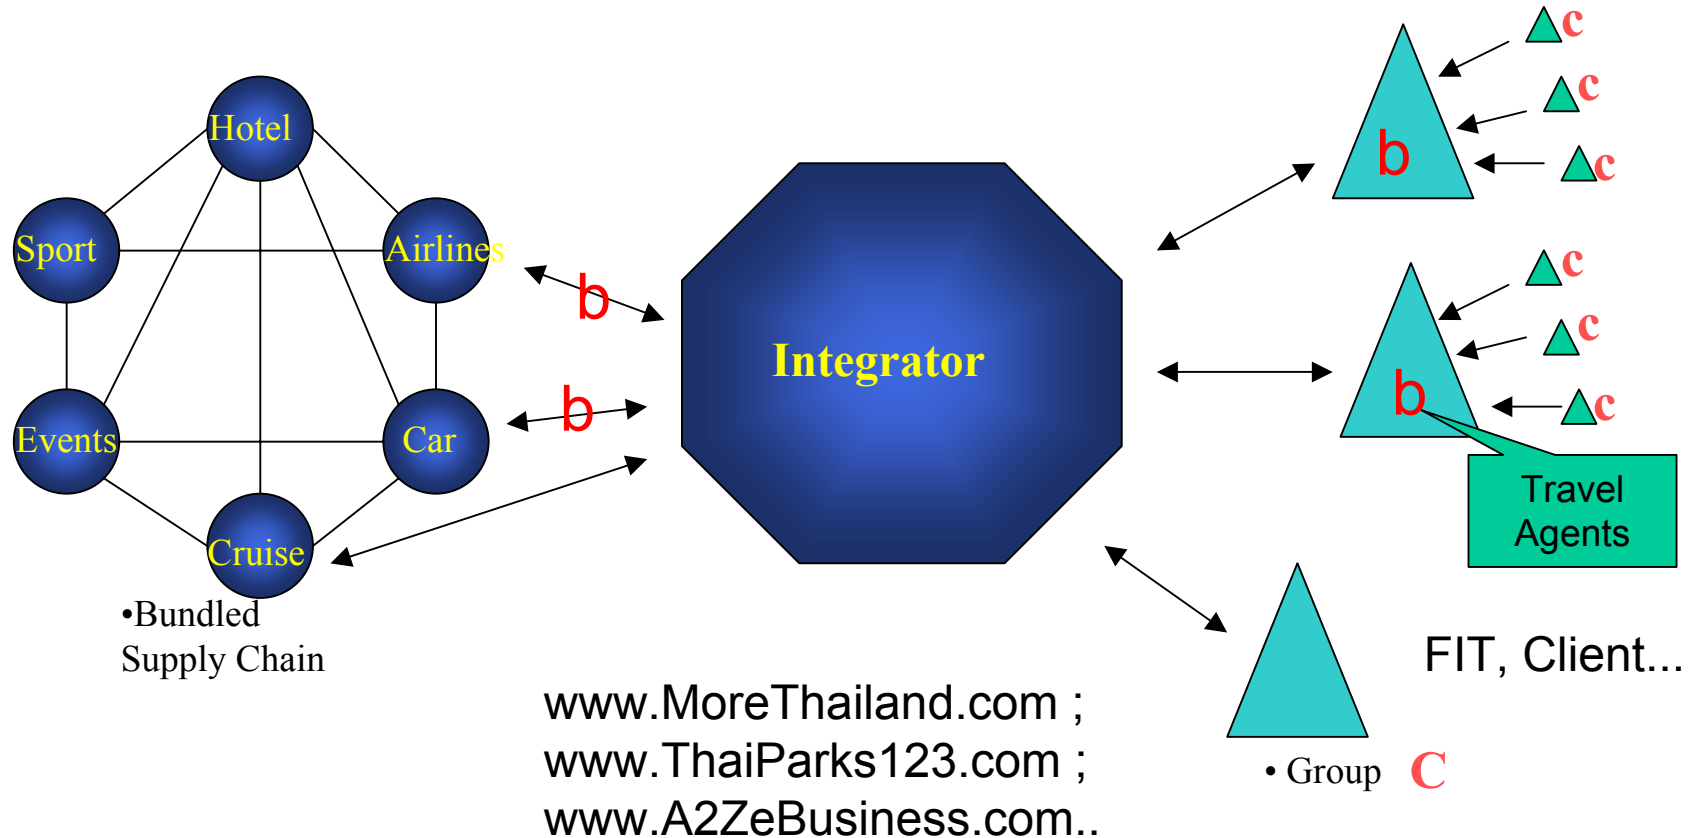 Hotel
Sport
Airlines
Events
Car
Cruise
•Bundled
Supply Chain
b
b
Integrator
b
c
c
c
b
c
c
c
Travel
Agents
FIT, Client...
• Group C
www.MoreThailand.com ;
www.ThaiParks123.com ;
www.A2ZeBusiness.com..